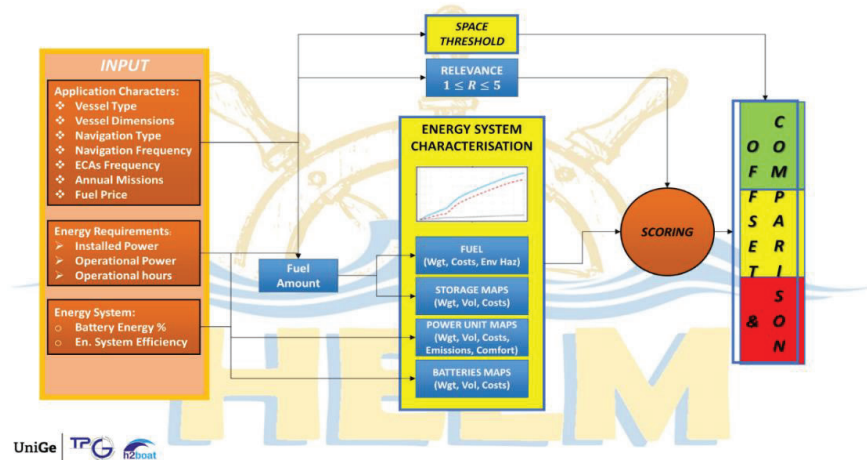 INPUT
Application Characters:
❖ Vessel Type
❖ Vessel Dimensions
❖ Navigation Type
❖ Navigation Frequency
❖ ECAs Frequency
❖ Annual Missions
❖ Fuel Price
Energy Requirements:
➢ Installed Power
➢ Operational Power
➢ Operational hours
Energy System:
o Battery Energy %
o En. System Efficiency
Fuel
Amount
SPACE
THRESHOLD
RELEVANCE
1 ≤ R ≤ 5
ENERGY SYSTEM
CHARACTERISATION
FUEL
(Wgt, Costs, Env Haz)
STORAGE MAPS
(Wgt, Vol, Costs)
POWER UNIT MAPS
(Wgt, Vol, Costs,
Emissions, Comfort)
BATTERIES MAPS
(Wgt, Vol, Costs)
SCORING
OFFSET &
COMPARISON
HELM
UniGe
TPG
h2boat